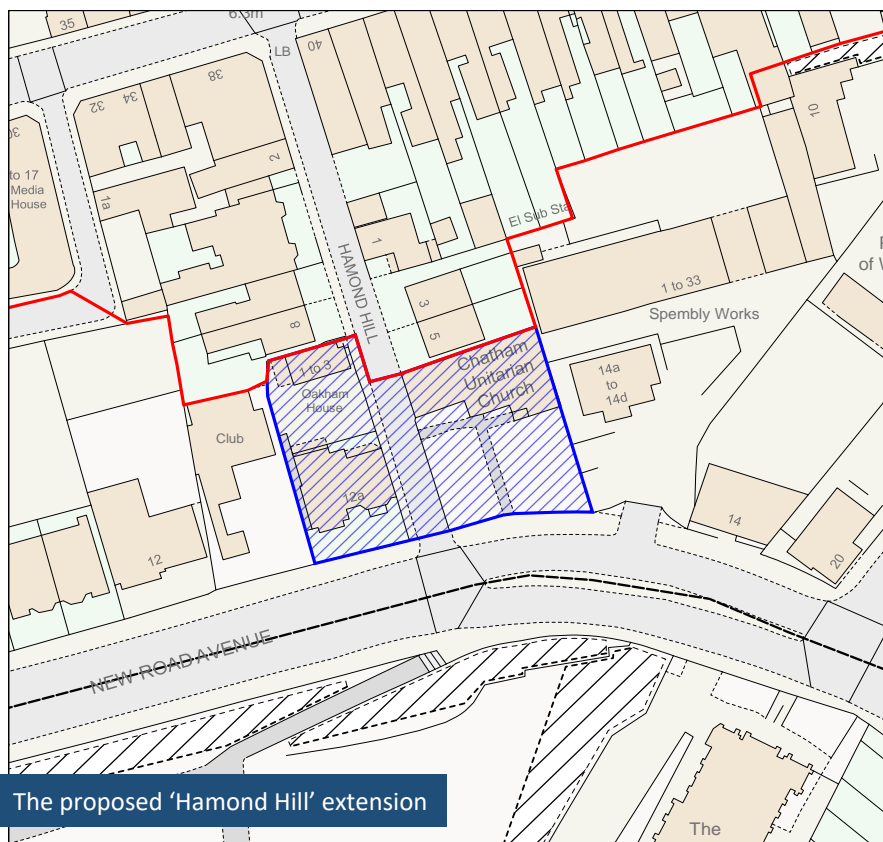 35
6.3m
LB
40
38
34
32
30
to 17
Media
House
1a
2
10
El Sub Sta
HAMOND HILL
1
3
5
8
1 to 33
Spembly Works
of W
1 to 3
Oakham
House
Chatham
Unitarian
Church
14a
to
14d
Club
12a
12
14
20
NEW ROAD AVENUE
The proposed ‘Hamond Hill’ extension
The